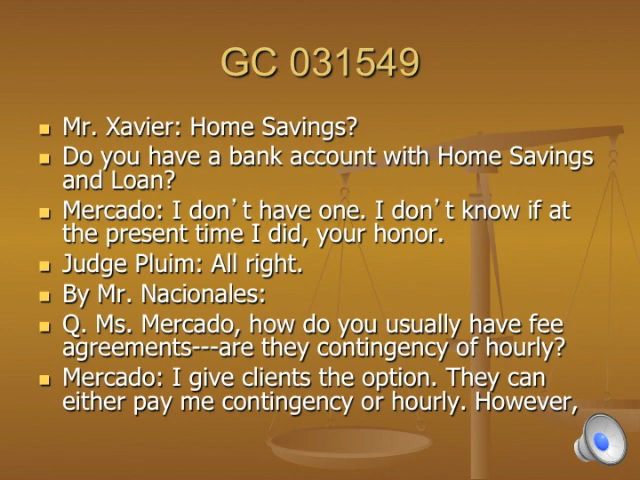 GC 031549
Mr. Xavier: Home Savings?
Do you have a bank account with Home Savings
and Loan?
Mercado: I don’t have one. I don’t know if at
the present time I did, your honor.
Judge Pluim: All right.
By Mr. Nacionales:
Q. Ms. Mercado, how do you usually have fee
agreements---are they contingency of hourly?
Mercado: I give clients the option. They can
either pay me contingency or hourly. However,